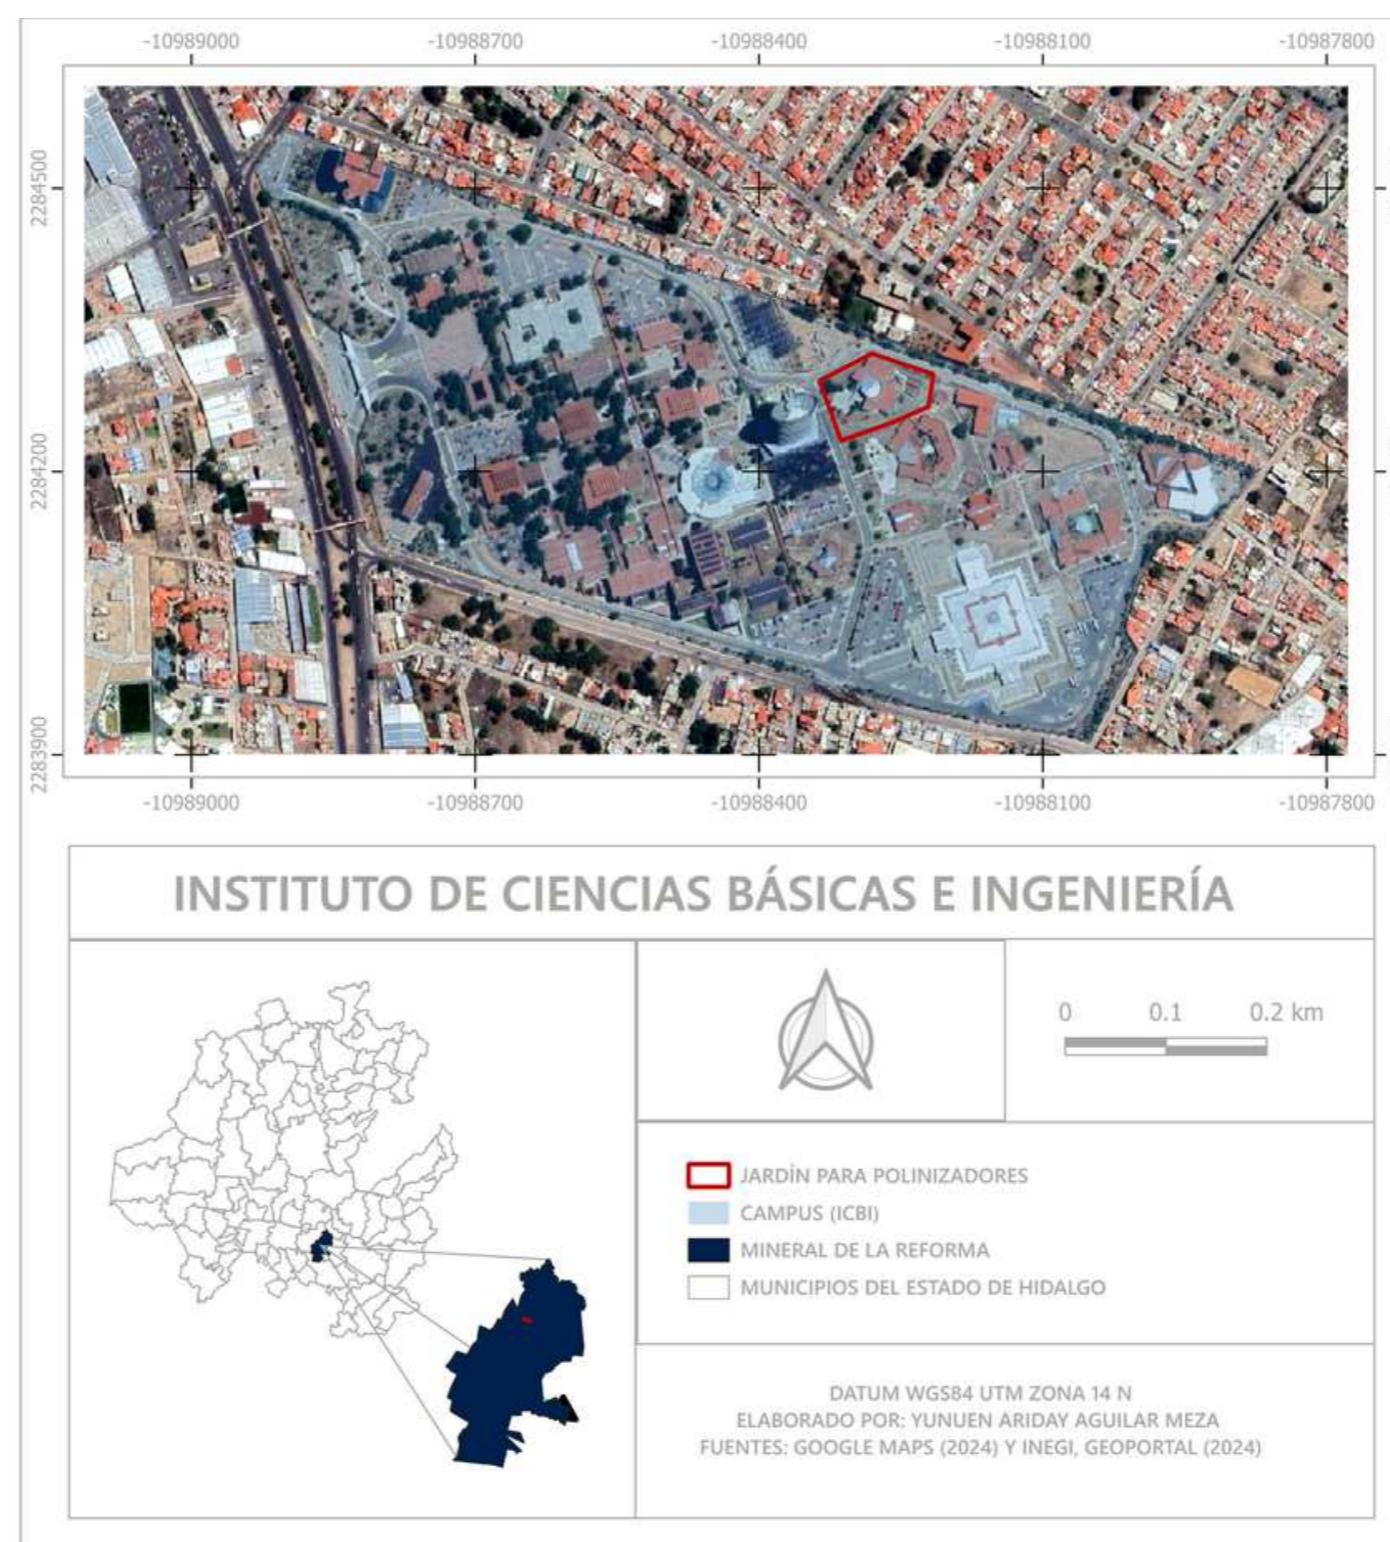 -10989000 -10988700 -10988400 -10988100 -10987800
2284500
2284200
2283900
-10989000 -10988700 -10988400 -10988100 -10987800
INSTITUTO DE CIENCIAS BÁSICAS E INGENIERÍA
0 0.1 0.2 km
JARDÍN PARA POLINIZADORES
CAMPUS (ICBI)
MINERAL DE LA REFORMA
MUNICIPIOS DEL ESTADO DE HIDALGO
DATUM WGS84 UTM ZONA 14 N
ELABORADO POR: YUNUEN ARIDAY AGUILAR MEZA
FUENTES: GOOGLE MAPS (2024) Y INEGI, GEOPORTAL (2024)